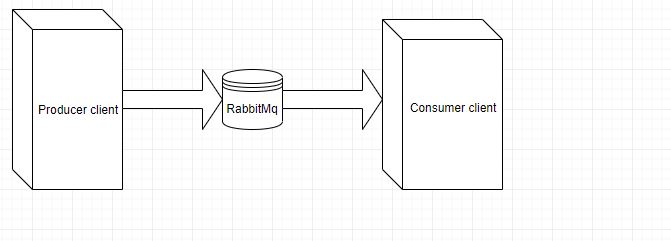 Producer client
RabbitMq
Consumer client